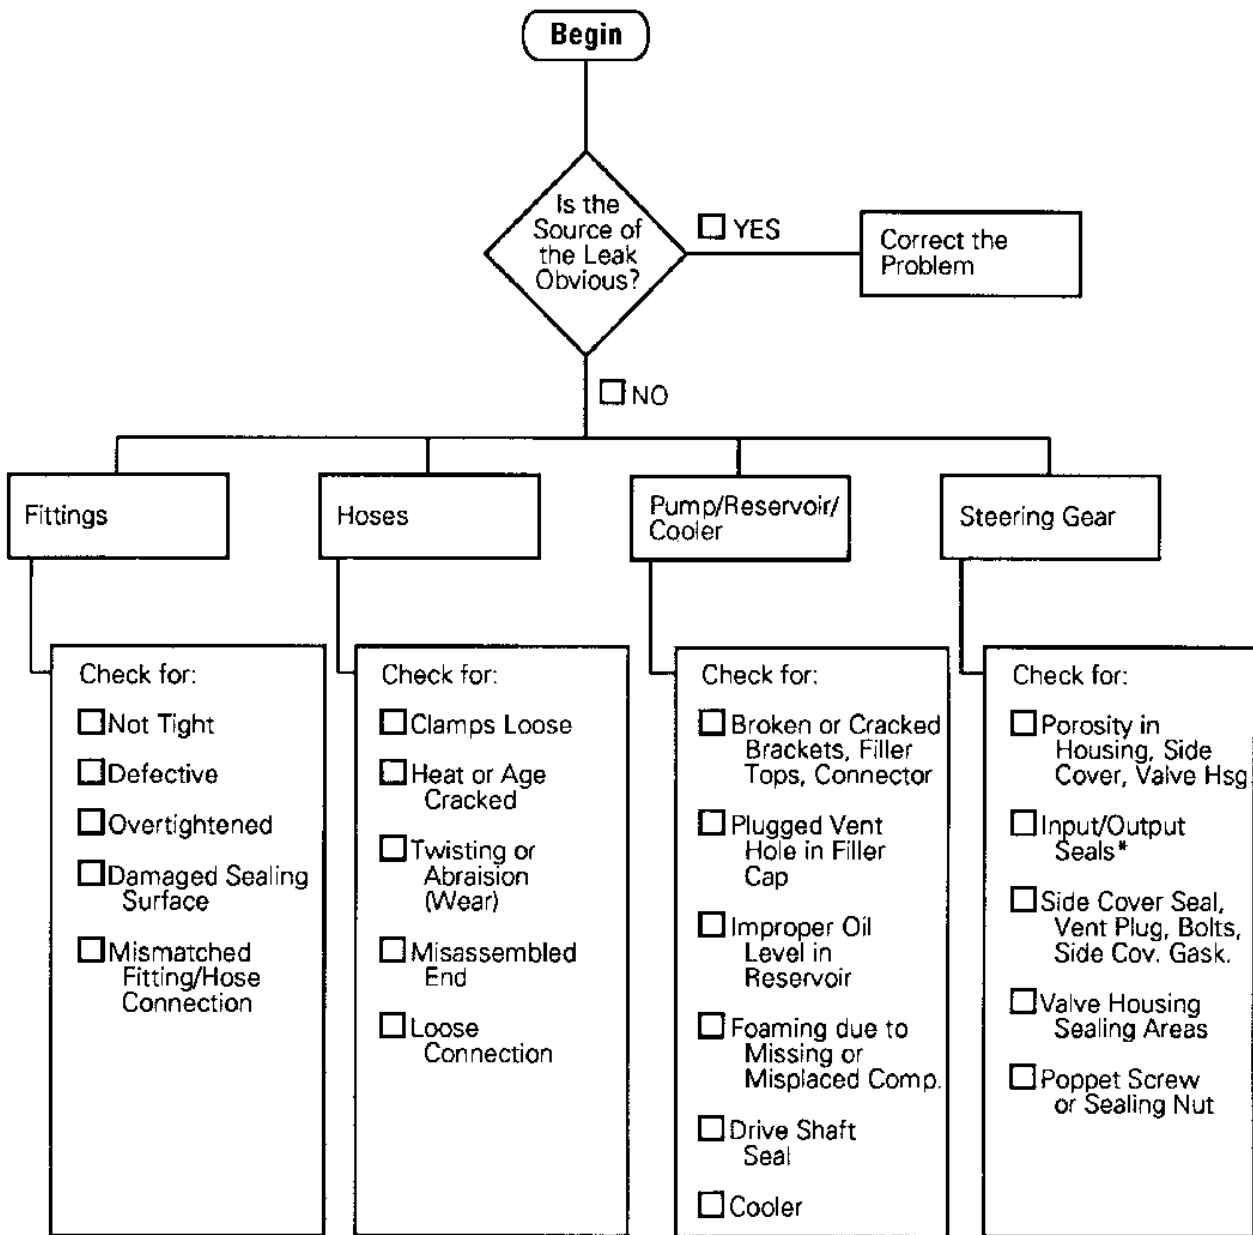 Begin
Is the
Source of
the Leak
Obvious?
YES
Correct the
Problem
NO
Fittings
Hoses
Pump/Reservoir/
Cooler
Steering Gear
Check for:
Not Tight
Defective
Overtightened
Damaged Sealing
Surface
Mismatched
Fitting/Hose
Connection
Check for:
Clamps Loose
Heat or Age
Cracked
Twisting or
Abraision
(Wear)
Misassembled
End
Loose
Connection
Check for:
Broken or Cracked
Brackets, Filler
Tops, Connector
Plugged Vent
Hole in Filler
Cap
Improper Oil
Level in
Reservoir
Foaming due to
Missing or
Misplaced Comp.
Drive Shaft
Seal
Cooler
Check for:
Porosity in
Housing, Side
Cover, Valve Hsg
Input/Output
Seals*
Side Cover Seal,
Vent Plug, Bolts,
Side Cov. Gask.
Valve Housing
Sealing Areas
Poppet Screw
or Sealing Nut